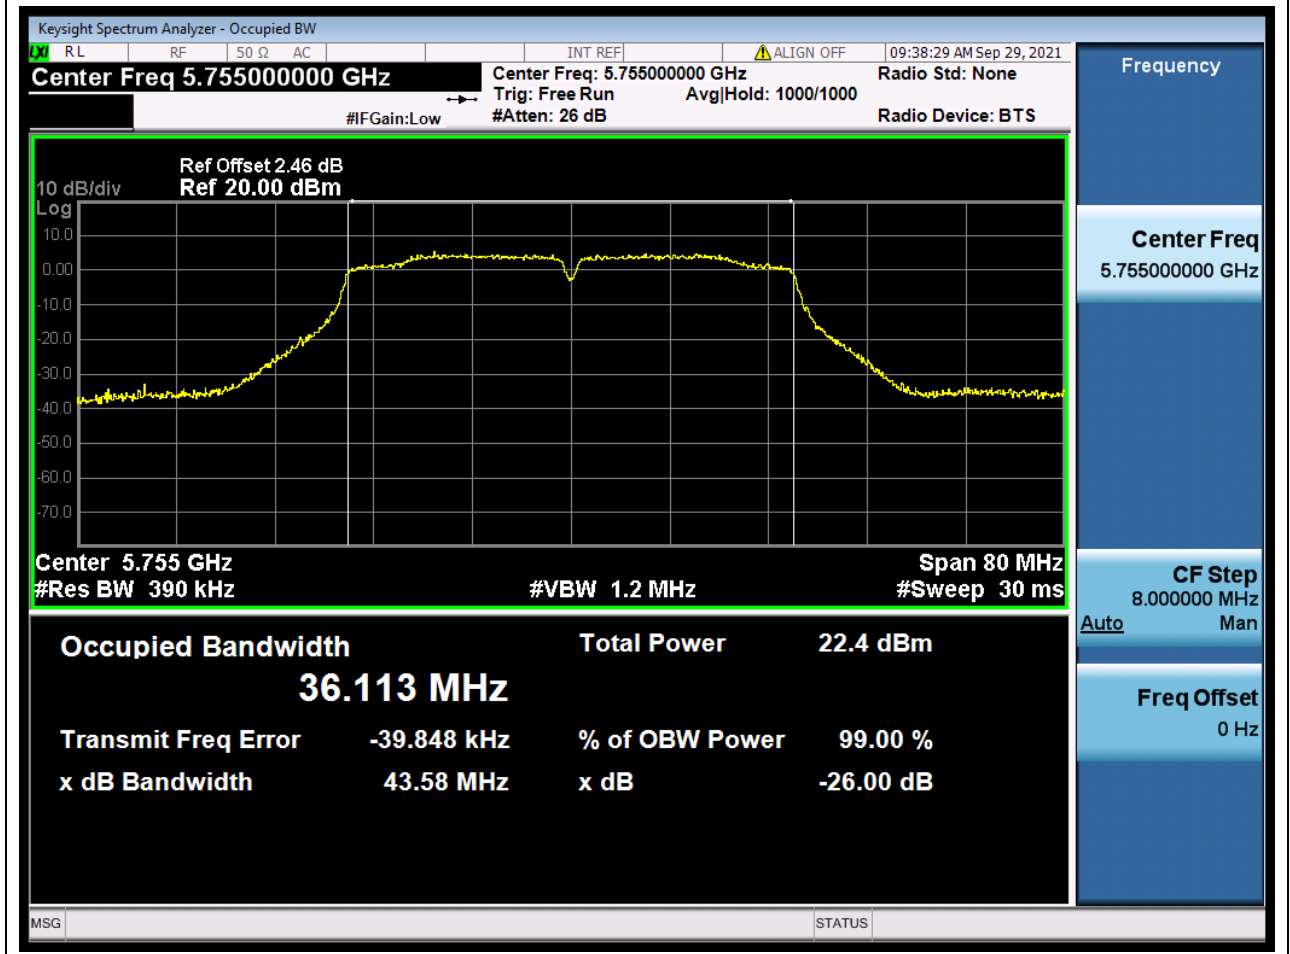 Keysight Spectrum Analyzer - Occupied BW
LXI RL RF 50 Ω AC INT REF ALIGN OFF 09:38:29 AM Sep 29, 2021
Center Freq 5.755000000 GHz
Center Freq: 5.755000000 GHz
Radio Std: None
Trig: Free Run Avg|Hold: 1000/1000
#IFGain:Low
#Atten: 26 dB
Radio Device: BTS
Ref Offset 2.46 dB
10 dB/div Ref 20.00 dBm
Log
10.0
0.00
-10.0
-20.0
-30.0
-40.0
-50.0
-60.0
-70.0
Center 5.755 GHz Span 80 MHz
#Res BW 390 kHz #VBW 1.2 MHz #Sweep 30 ms
Occupied Bandwidth Total Power 22.4 dBm
36.113 MHz
Transmit Freq Error -39.848 kHz % of OBW Power 99.00 %
x dB Bandwidth 43.58 MHz x dB -26.00 dB
Frequency
Center Freq
5.755000000 GHz
CF Step
8.000000 MHz
Auto Man
Freq Offset
0 Hz
MSG STATUS